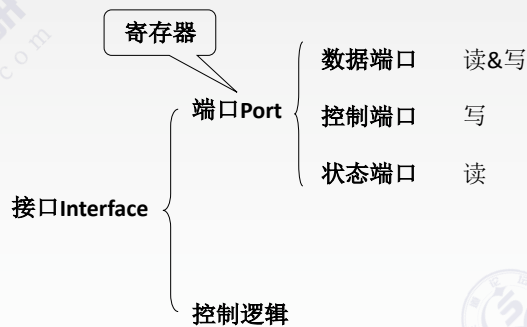 寄存器
数据端口 读&写
端口Port
控制端口 写
状态端口 读
接口Interface
控制逻辑
com